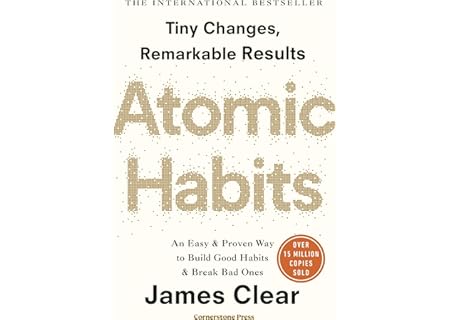 THE INTERNATIONAL BESTSELLER
Tiny Changes,
Remarkable Results
Atomic
Habits
An Easy & Proven Way
to Build Good Habits
& Break Bad Ones
OVER
15 MILLION
COPIES
SOLD
James Clear
Cornerstone Press